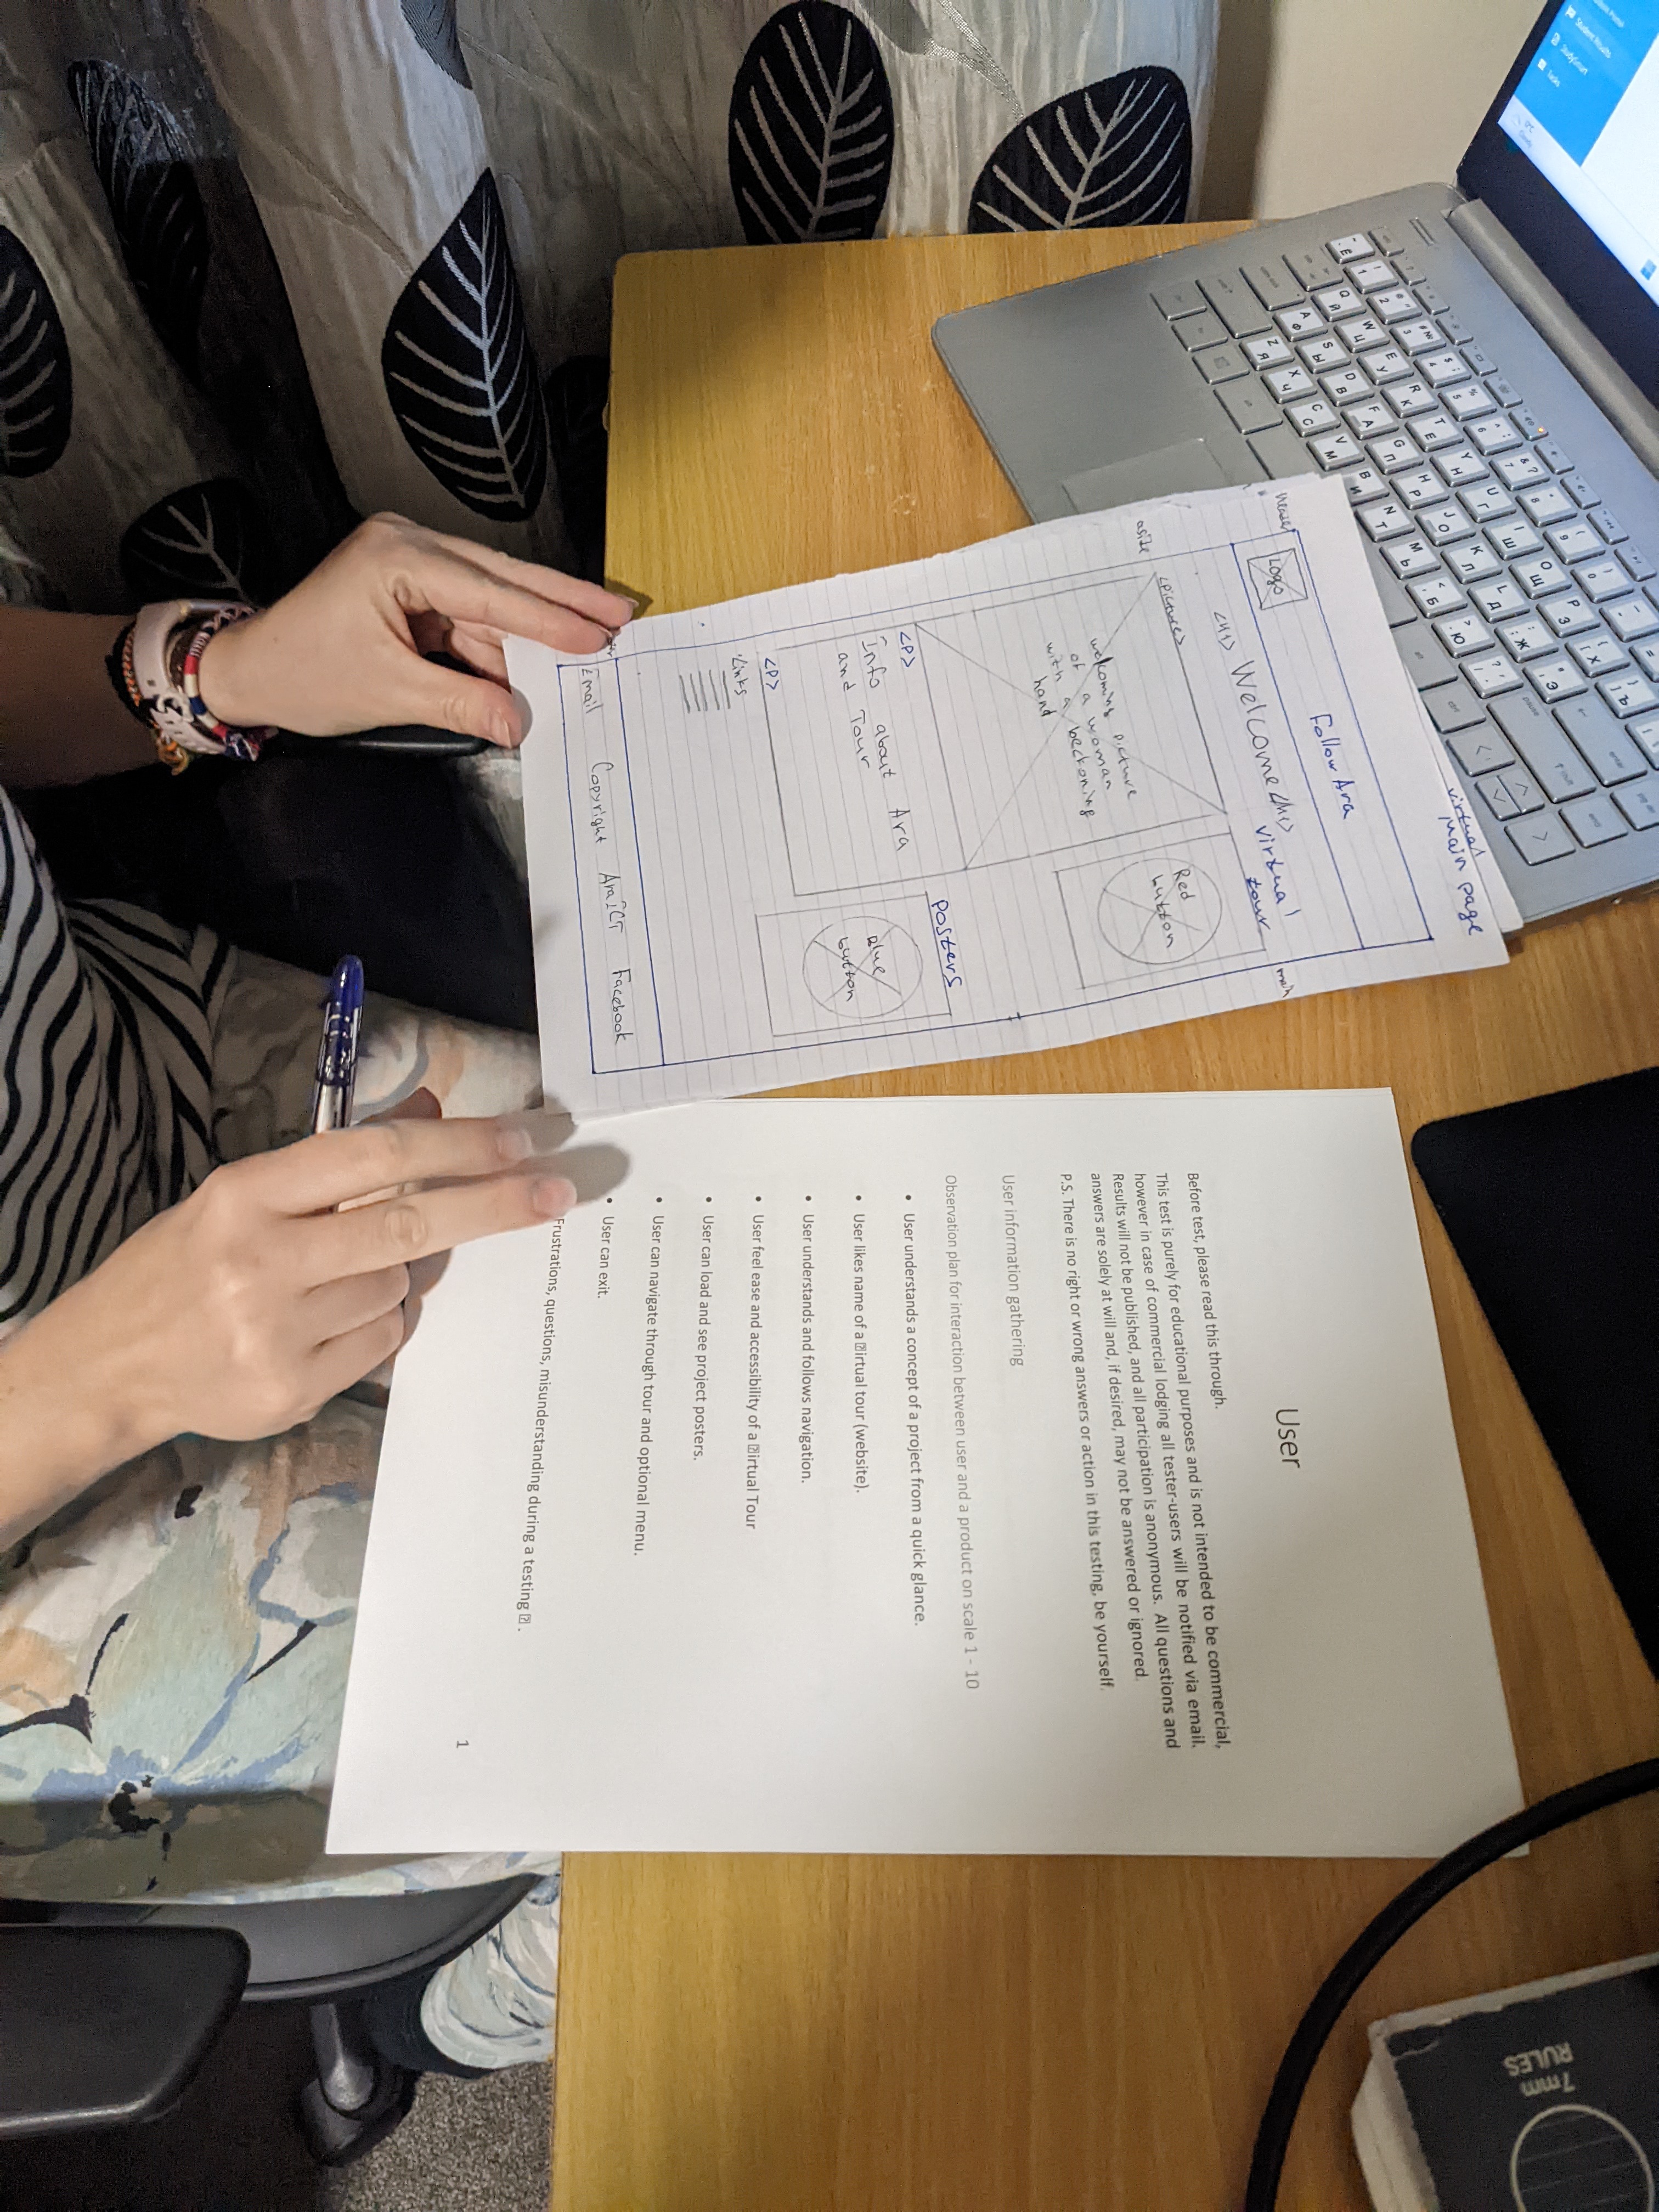 virtual
main page
header
Follow Ara
Logo
<H1> Welcome <H1> virtual
tour
main
aside
<picture>
welcoming picture
of a woman
with a beckoning
hand
Red
button
<P>
Info about Ara
and Tour
Posters
Blue
button
<P>
Links
Email Copyright AraICT Facebook
User
Before test, please read this through.
This test is purely for educational purposes and is not intended to be commercial,
however in case of commercial lodging all tester-users will be notified via email.
Results will not be published, and all participation is anonymous. All questions and
answers are solely at will and, if desired, may not be answered or ignored.
P.S. There is no right or wrong answers or action in this testing, be yourself.
User information gathering
Observation plan for interaction between user and a product on scale 1 - 10
• User understands a concept of a project from a quick glance.
• User likes name of a ⍰irtual tour (website).
• User understands and follows navigation.
• User feel ease and accessibility of a ⍰irtual Tour
• User can load and see project posters.
• User can navigate through tour and optional menu.
• User can exit.
Frustrations, questions, misunderstanding during a testing ⍰.
1
Student Results
StudySmart
Tasks
7mm
RULES